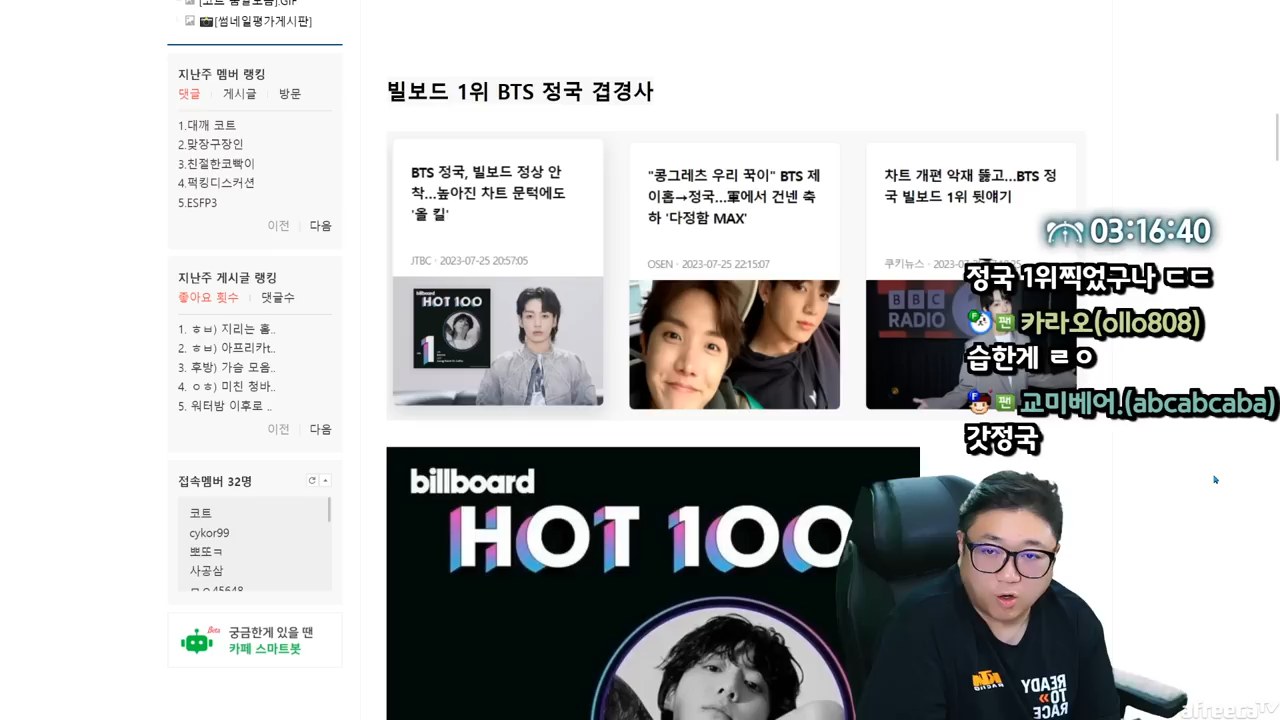 📷[썸네일평가게시판]
지난주 멤버 랭킹
댓글 게시글 방문
1.대깨 코트
2.맞장구장인
3.친절한코빡이
4.퍽킹디스커션
5.ESFP3
이전 다음
지난주 게시글 랭킹
좋아요 횟수 댓글수
1. ㅎㅂ) 지리는 홀..
2. ㅎㅂ) 아프리카t..
3. 후방) 가슴 모음..
4. ㅇㅎ) 미친 청바..
5. 워터밤 이후로 ..
이전 다음
접속멤버 32명
코트
cykor99
뽀또ㅋ
사공삼
Beta
궁금한게 있을 땐
카페 스마트봇
빌보드 1위 BTS 정국 겹경사
BTS 정국, 빌보드 정상 안
착...높아진 차트 문턱에도
'올 킬'
JTBC · 2023-07-25 20:57:05
billboard
HOT 100
1
"콩그레츠 우리 꾹이" BTS 제
이홉→정국...軍에서 건넨 축
하 '다정함 MAX'
OSEN · 2023-07-25 22:15:07
차트 개편 악재 뚫고...BTS 정
국 빌보드 1위 뒷얘기
쿠키뉴스 · 2023-07-25
BBC
RADIO
billboard
HOT 100
03:16:40
정국 1위찍었구나 ㄷㄷ
F 팬 카라오(ollo808)
습한게 ㄹㅇ
F 팬 교미베어.(abcabcaba)
갓정국
KTM
READY
TO
RACE
afreecaTV